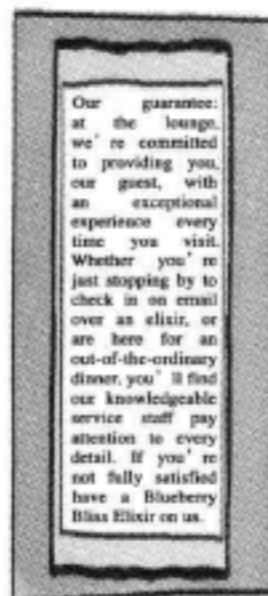 Our guarantee:
at the lounge,
we're committed
to providing you,
our guest, with
an exceptional
experience every
time you visit.
Whether you're
just stopping by to
check in on email
over an elixir, or
are here for an
out-of-the-ordinary
dinner, you'll find
our knowledgeable
service staff pay
attention to every
detail. If you're
not fully satisfied
have a Blueberry
Bliss Elixir on us.